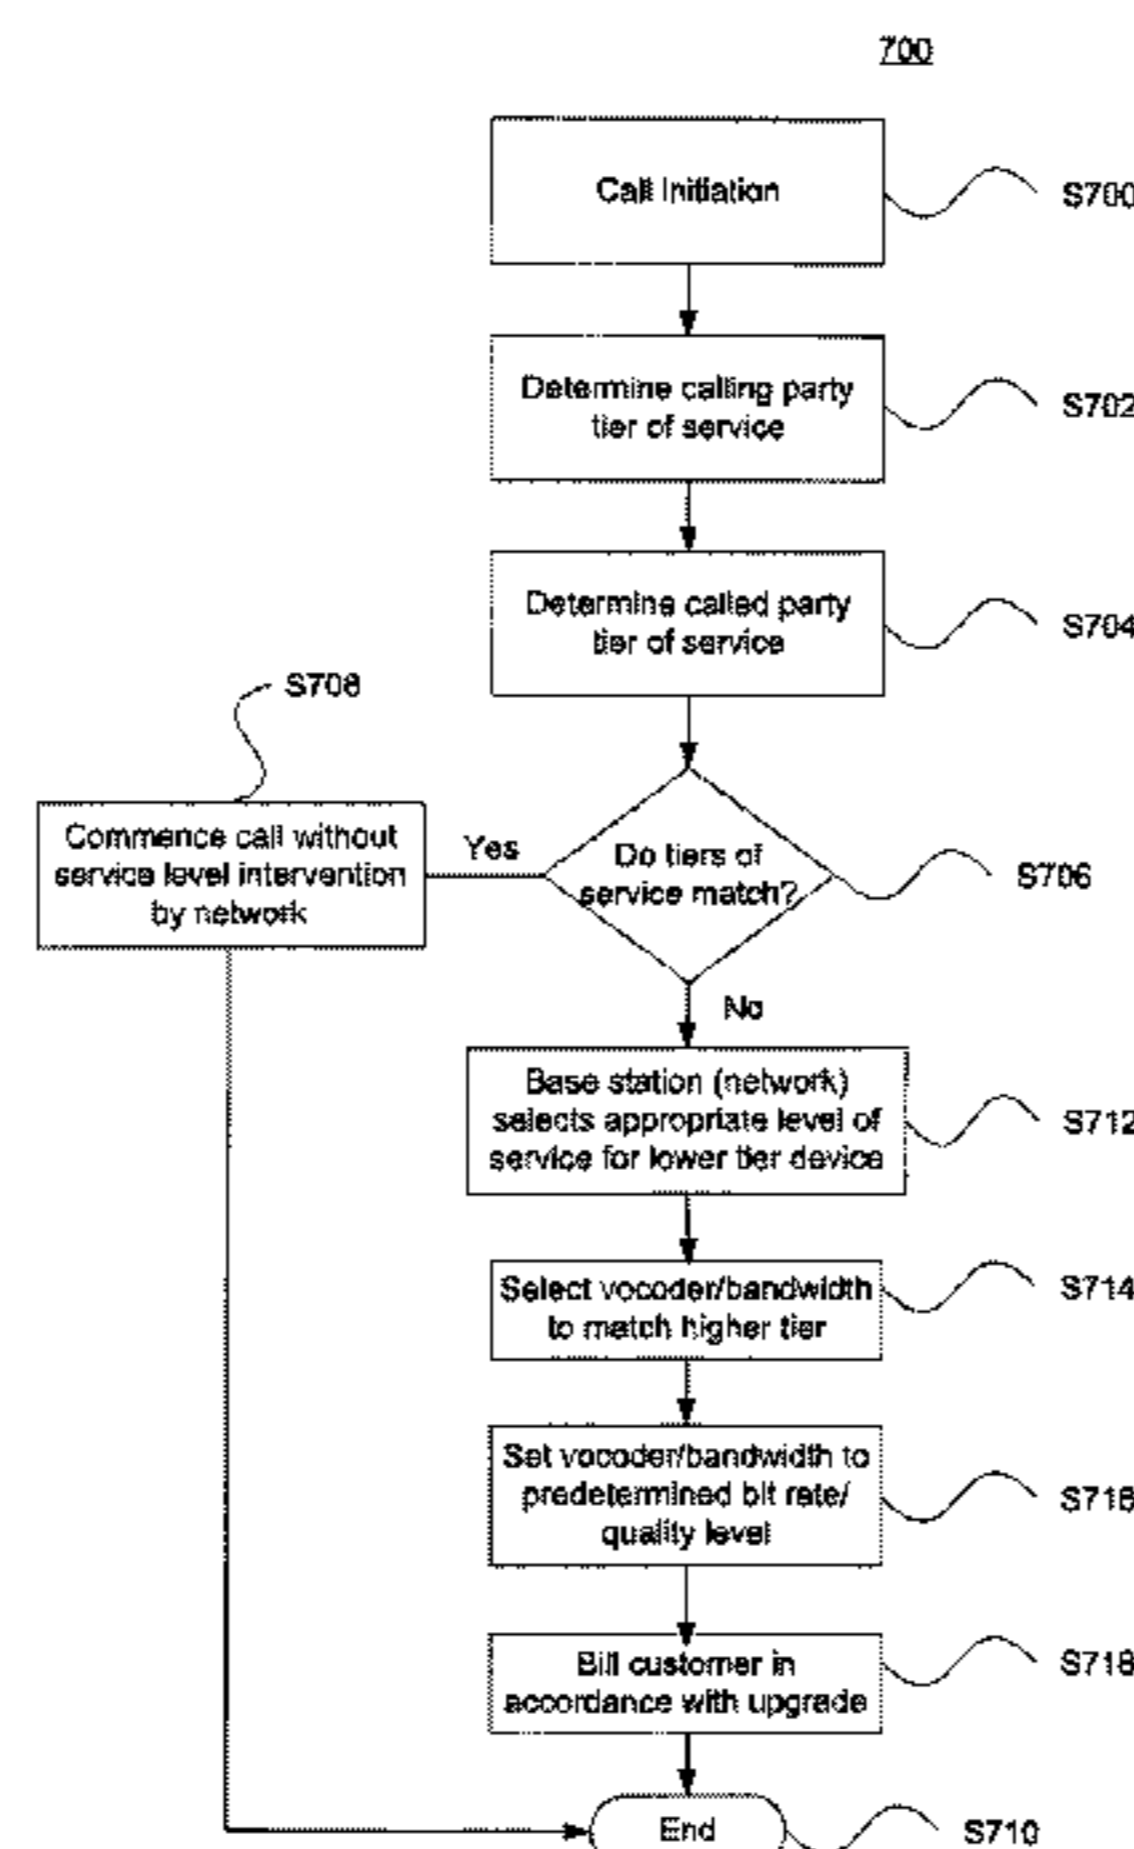 700
Call Initiation
S700
Determine calling party
tier of service
S702
Determine called party
tier of service
S704
S708
Commence call without
service level intervention
by network
Yes
Do tiers of
service match?
S706
No
Base station (network)
selects appropriate level of
service for lower tier device
S712
Select vocoder/bandwidth
to match higher tier
S714
Set vocoder/bandwidth to
predetermined bit rate/
quality level
S716
Bill customer in
accordance with upgrade
S718
End
S710